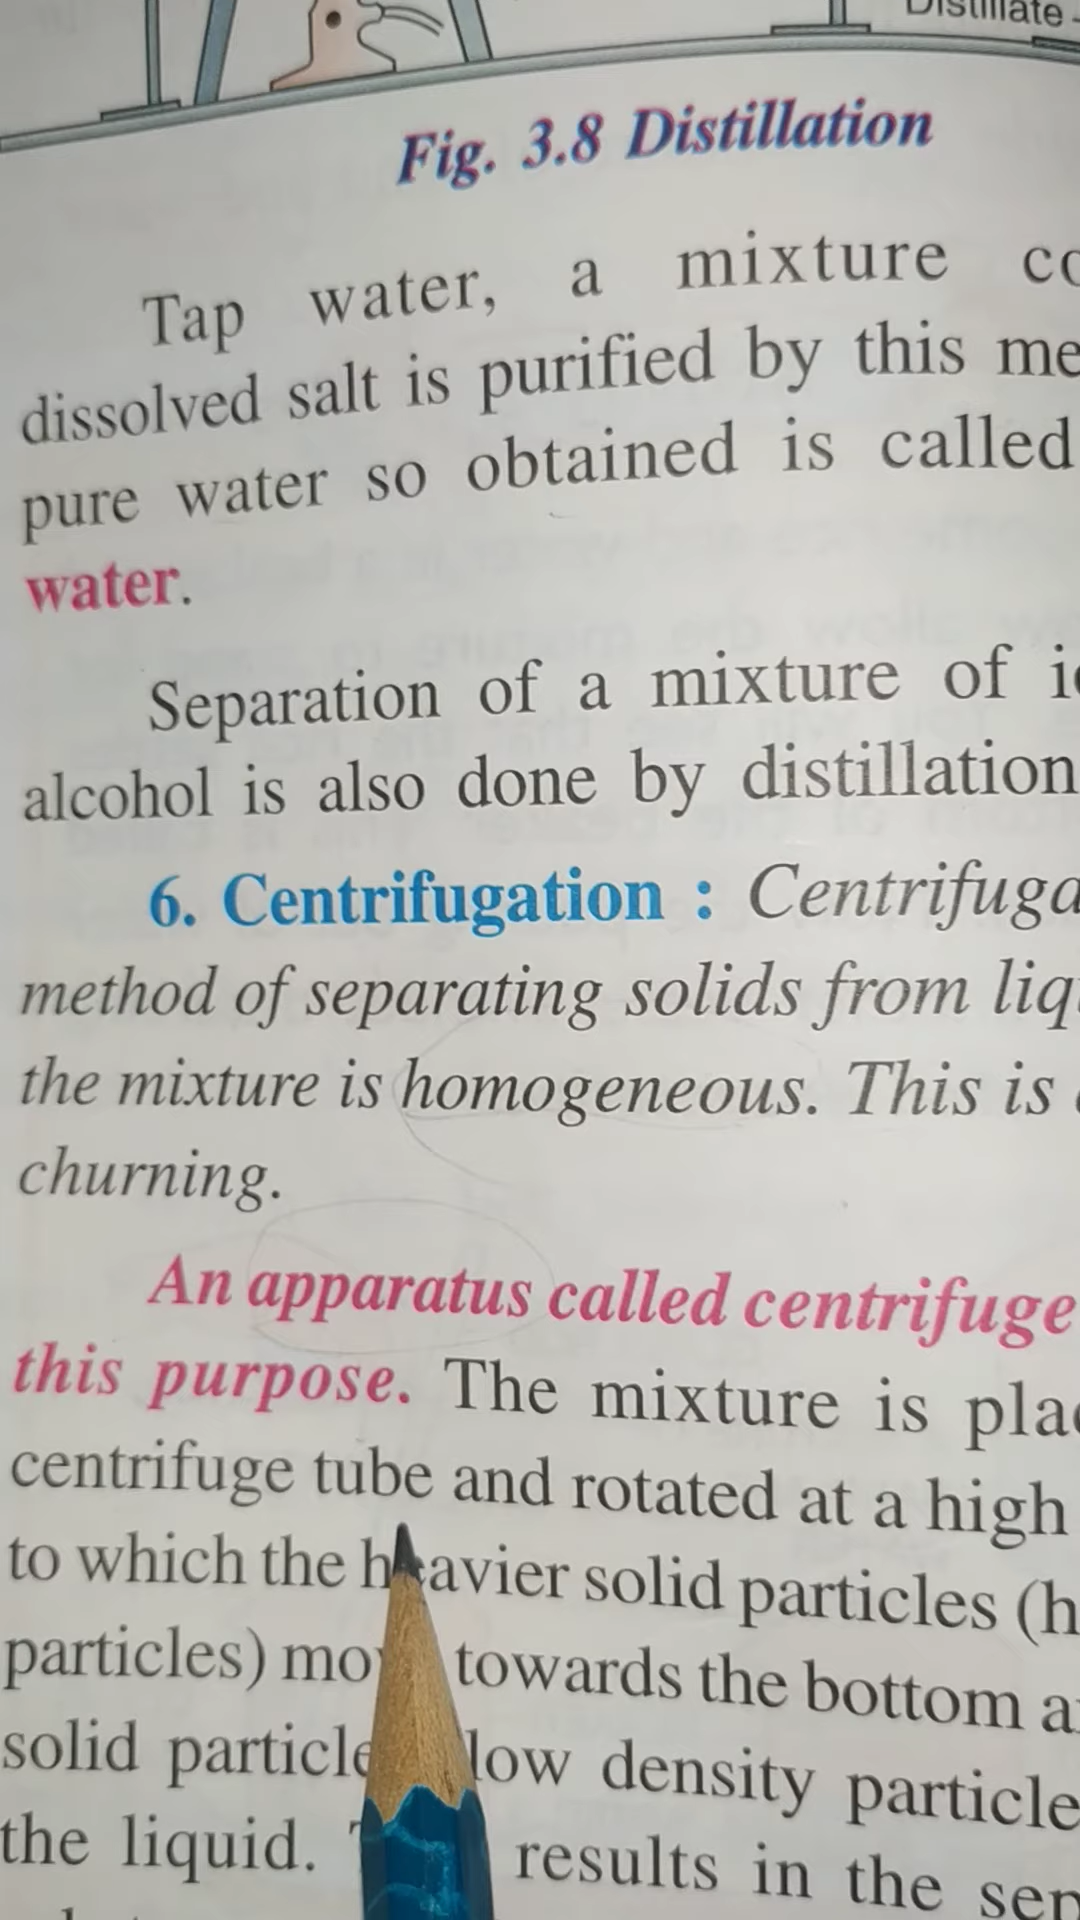 Distillate
Fig. 3.8 Distillation
Tap water, a mixture
dissolved salt is purified by this
pure water so obtained is called
water.
Separation of a mixture of
alcohol is also done by distillation
6. Centrifugation :
method of separating solids from
the mixture is homogeneous. This is
churning.
An apparatus called centrifuge
this purpose. The mixture is
centrifuge tube and rotated at a high
to which the heavier solid particles
particles) towards the bottom
solid low density
the liquid. results in the